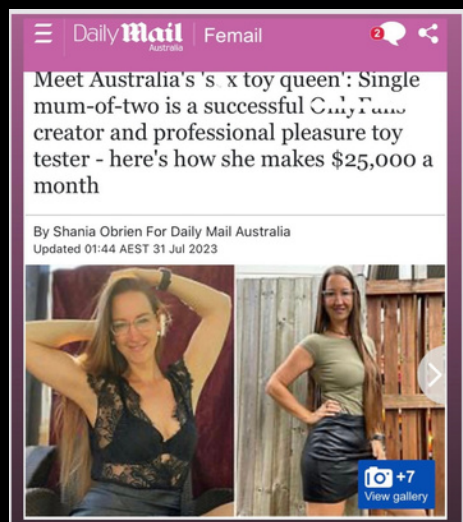 Daily Mail Australia | Femail 2
Meet Australia's 's x toy queen': Single
mum-of-two is a successful OnlyFans
creator and professional pleasure toy
tester - here's how she makes $25,000 a
month
By Shania Obrien For Daily Mail Australia
Updated 01:44 AEST 31 Jul 2023
+7
View gallery